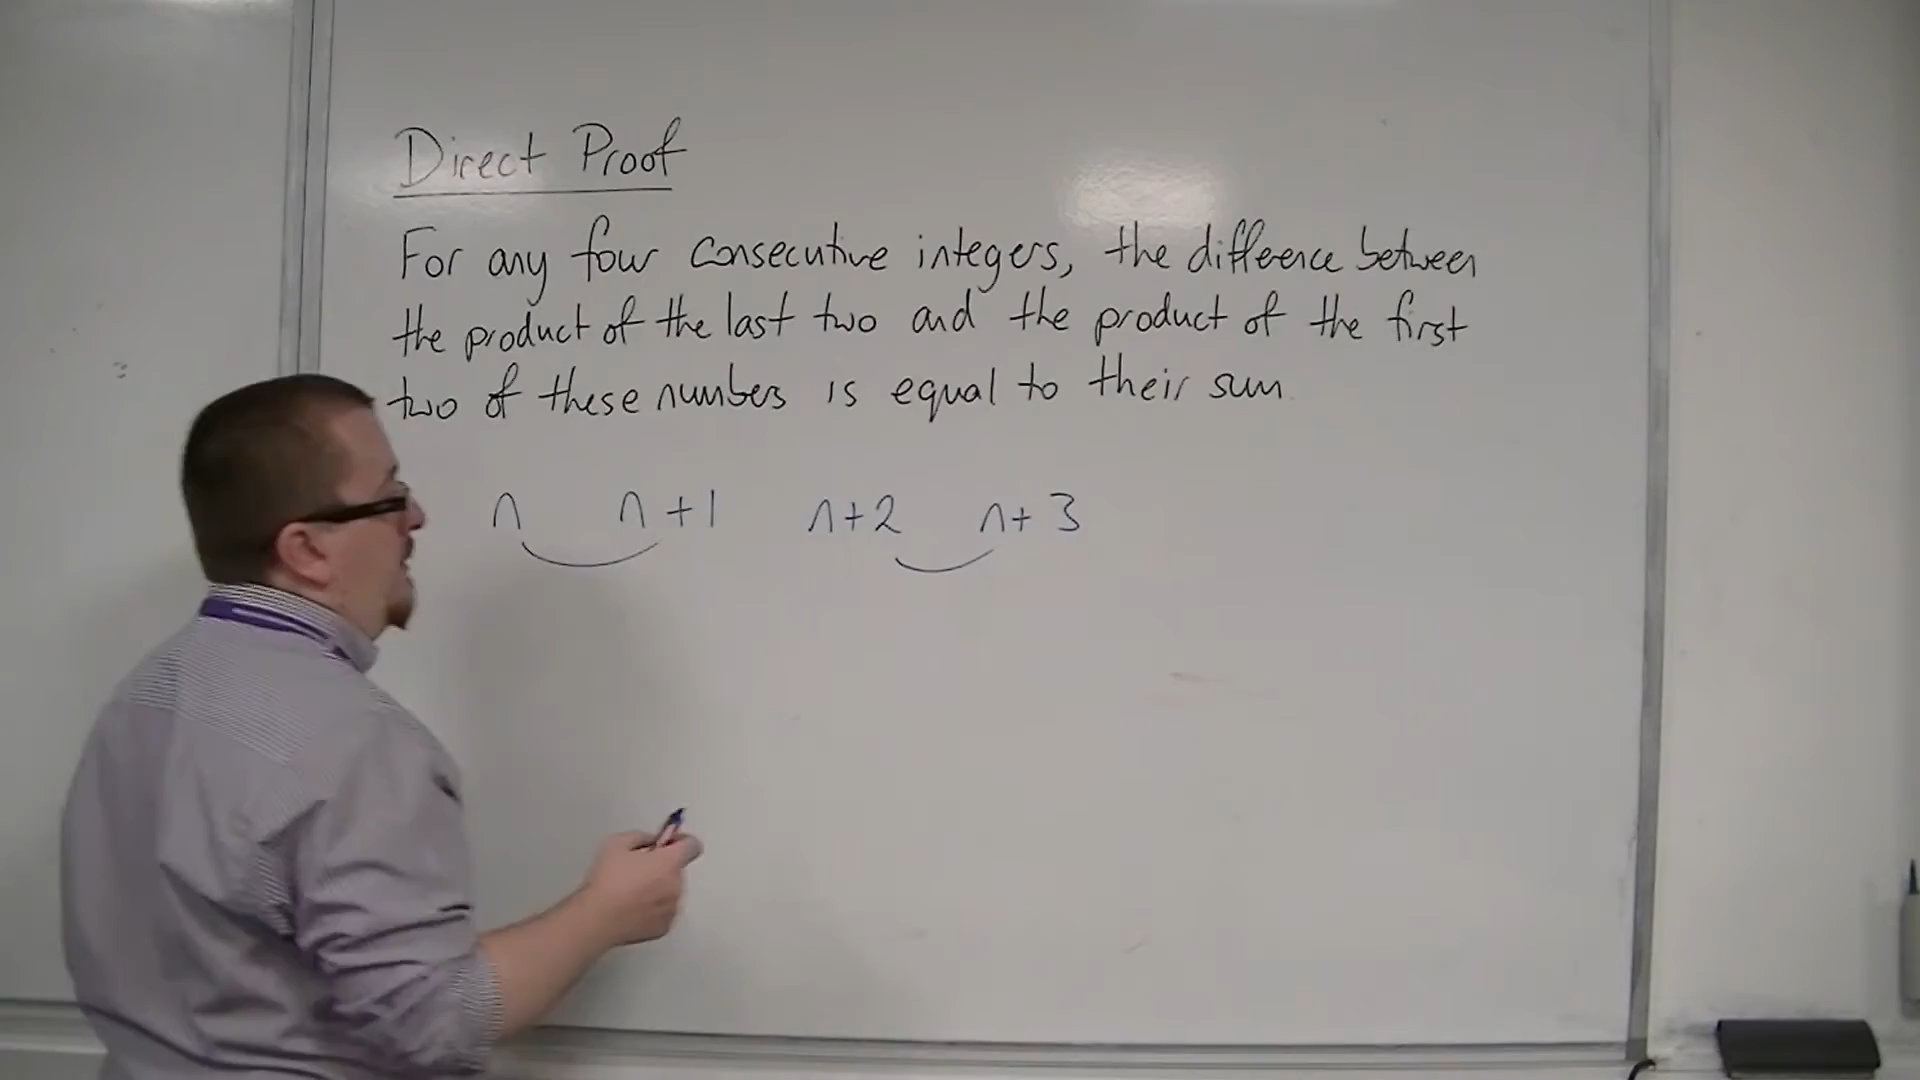 Direct Proof
For any four consecutive integers, the difference between
the product of the last two and the product of the first
two of these numbers is equal to their sum.
n n+1 n+2 n+3